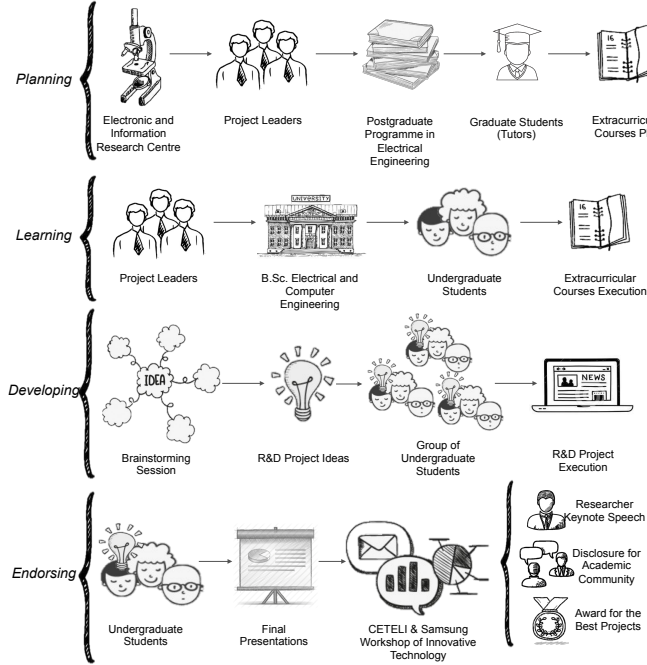 Planning
Electronic and
Information
Research Centre
Project Leaders
Postgraduate
Programme in
Electrical
Engineering
Graduate Students
(Tutors)
16
Courses
Learning
UNIVERSITY
Project Leaders
B.Sc. Electrical and
Computer
Engineering
Undergraduate
Students
16
Extracurricular
Courses Execution
Developing
IDEA
NEWS
Brainstorming
Session
R&D Project Ideas
Group of
Undergraduate
Students
R&D Project
Execution
Endorsing
Undergraduate
Students
Final
Presentations
CETELI & Samsung
Workshop of Innovative
Technology
Researcher
Keynote Speech
Disclosure for
Academic
Community
Award for the
Best Projects